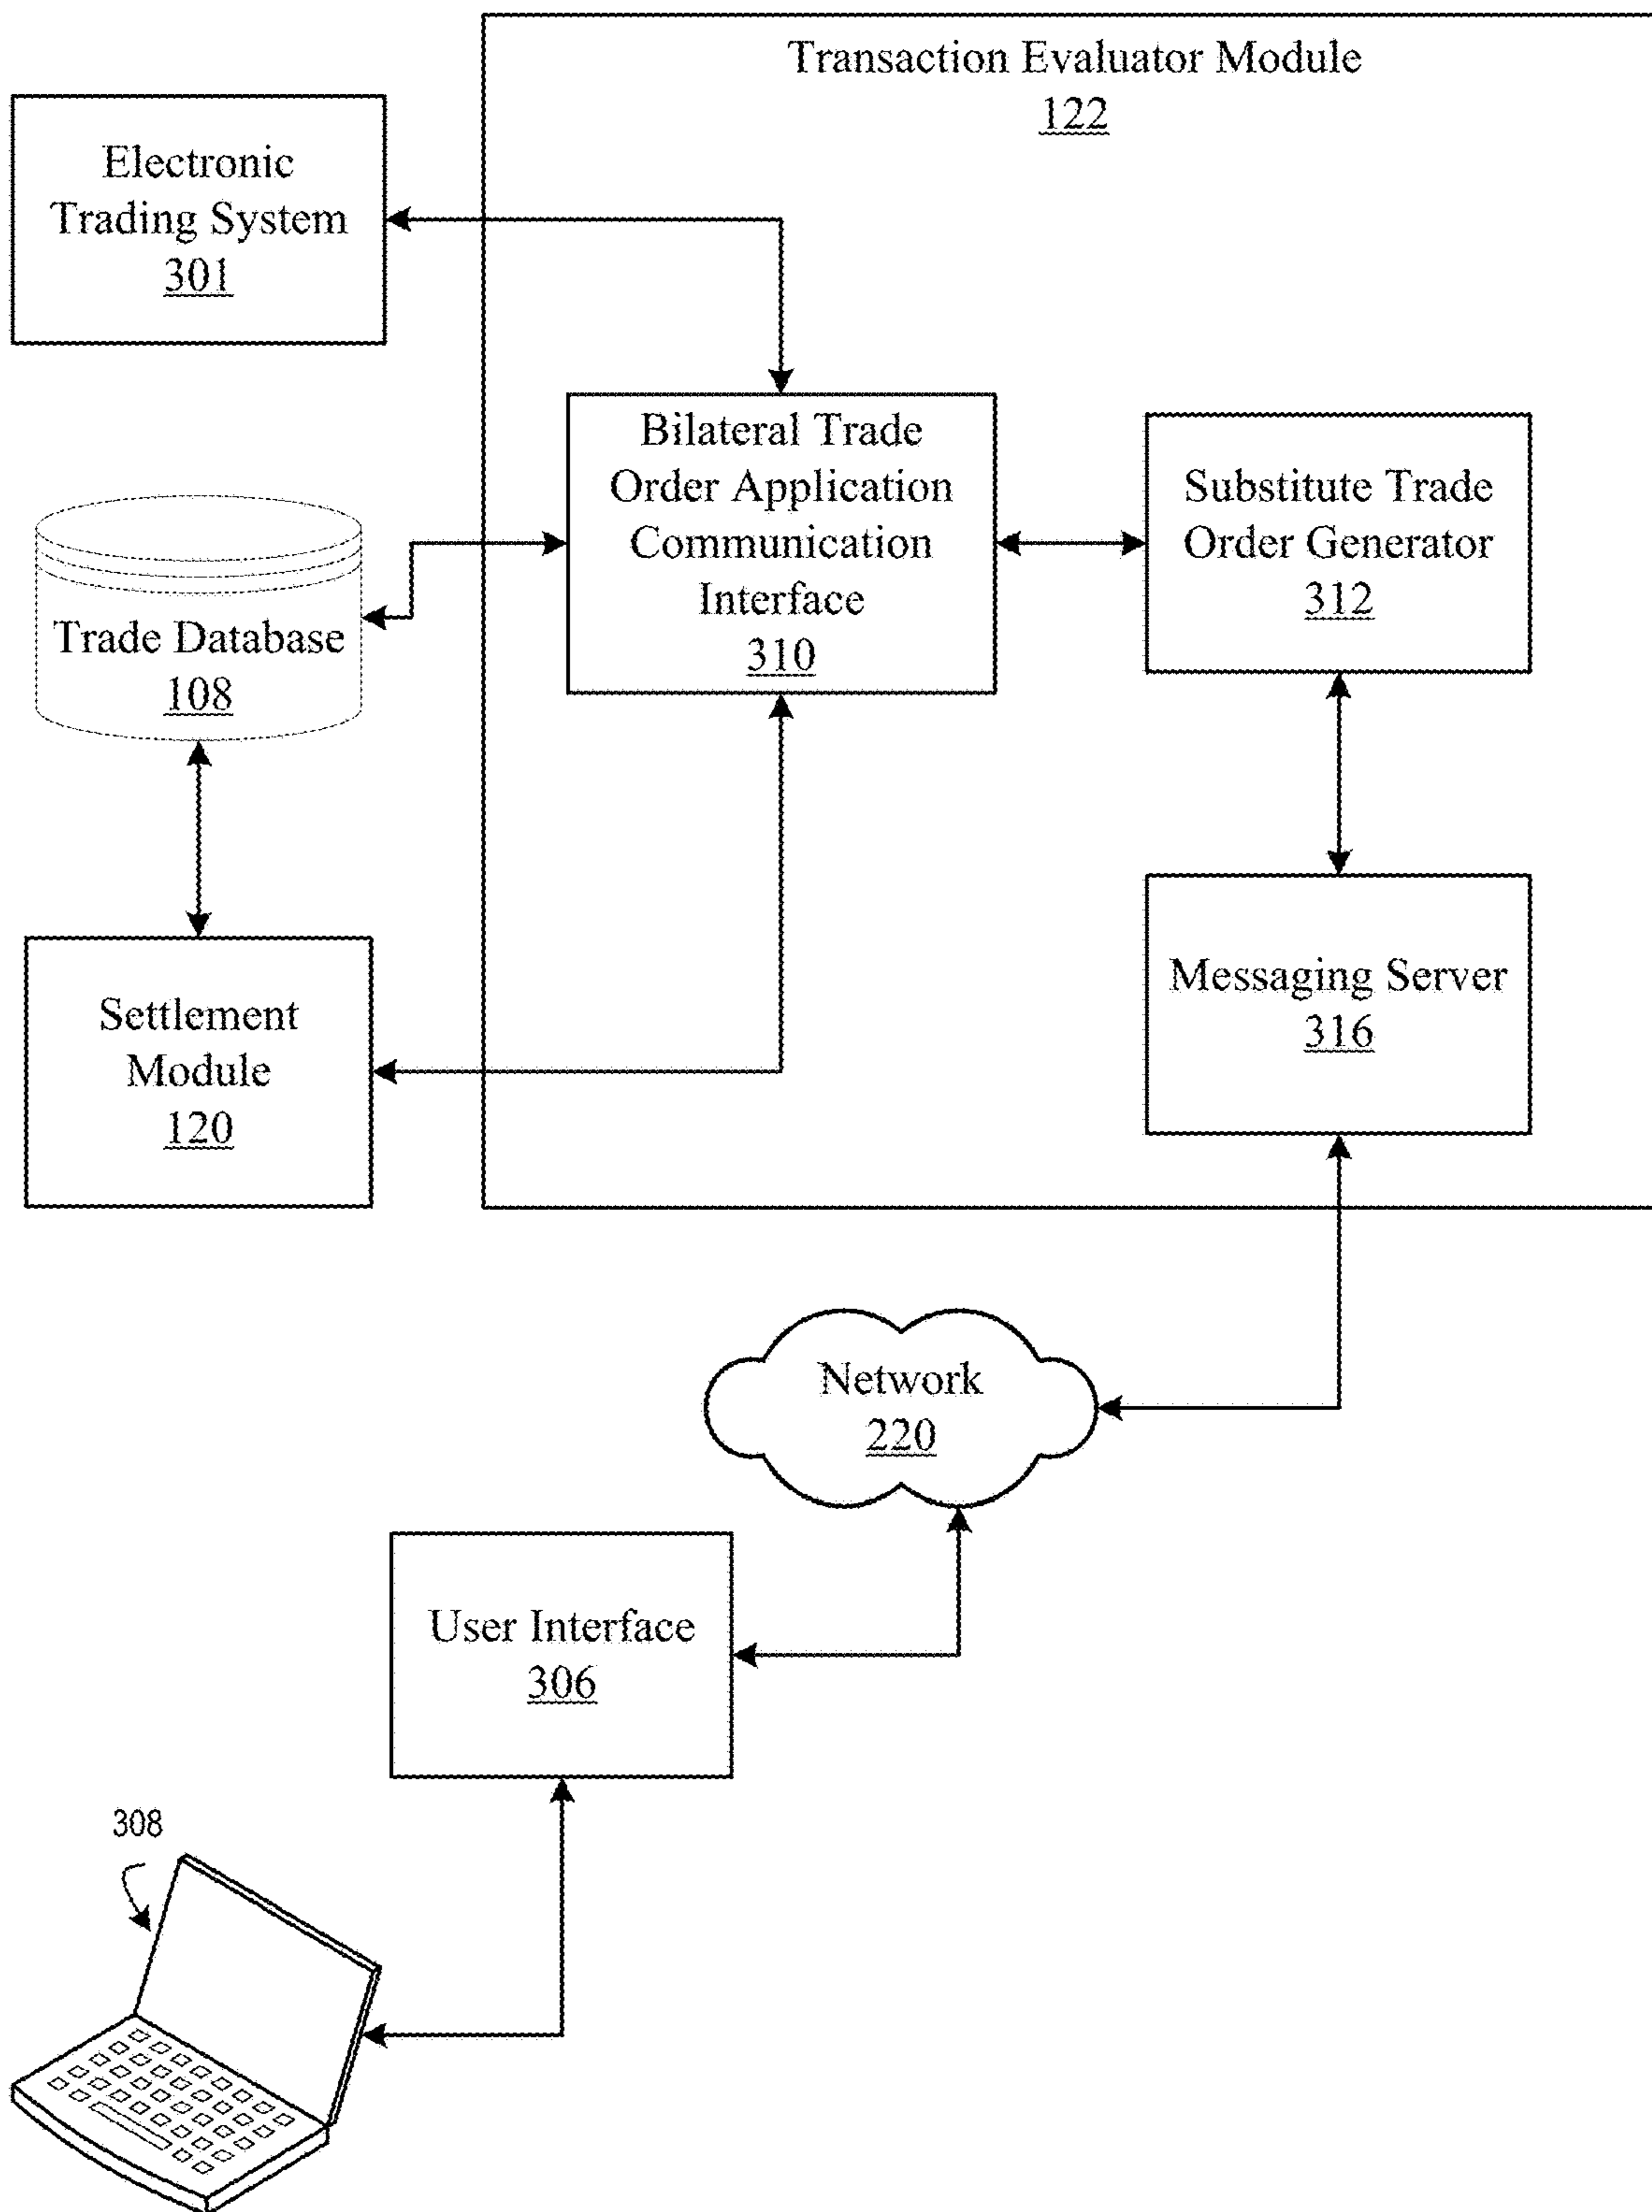 Transaction Evaluator Module
122
Electronic
Trading System
301
Bilateral Trade
Order Application
Communication
Interface
310
Substitute Trade
Order Generator
312
Trade Database
108
Settlement
Module
120
Messaging Server
316
Network
220
User Interface
306
308